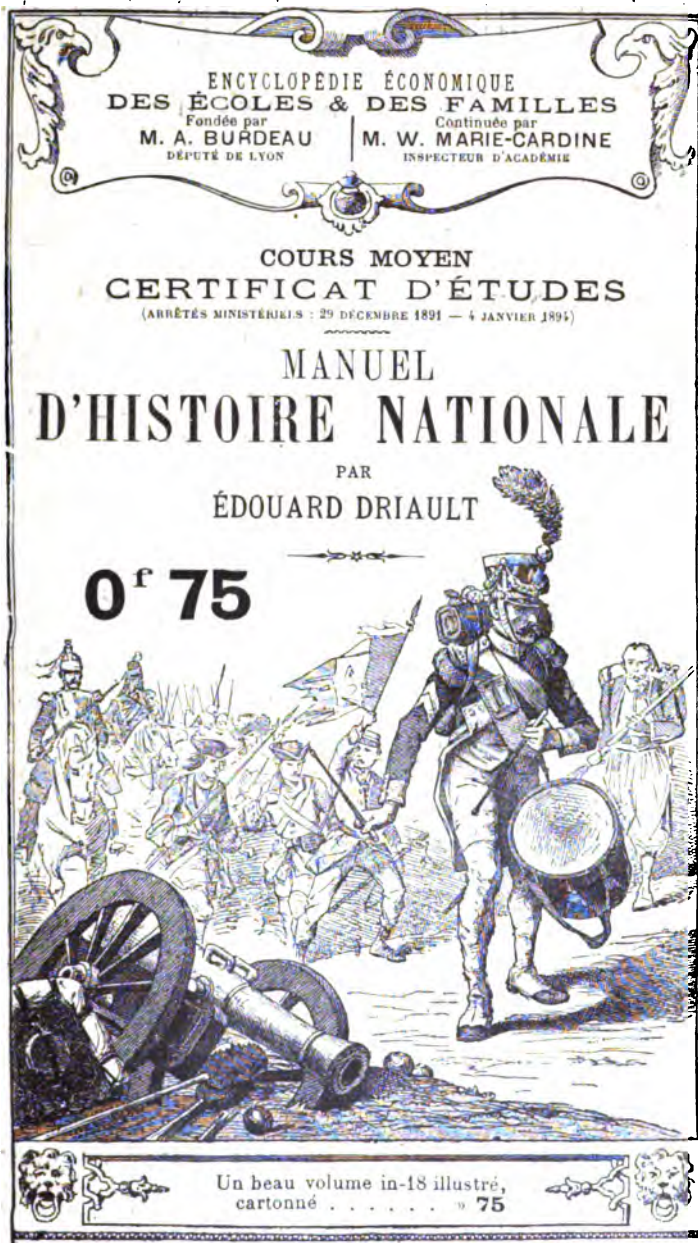 ENCYCLOPÉDIE ÉCONOMIQUE
DES ÉCOLES & DES FAMILLES
Fondée par
M. A. BURDEAU
DÉPUTÉ DE LYON
Continuée par
M. W. MARIE-CARDINE
INSPECTEUR D'ACADÉMIE
COURS MOYEN
CERTIFICAT D'ÉTUDES
(ARRÊTÉS MINISTÉRIELS : 29 DÉCEMBRE 1891 — 4 JANVIER 1894)
MANUEL
D'HISTOIRE NATIONALE
PAR
ÉDOUARD DRIAULT
0f 75
Un beau volume in-18 illustré,
cartonné . . . . . . » 75